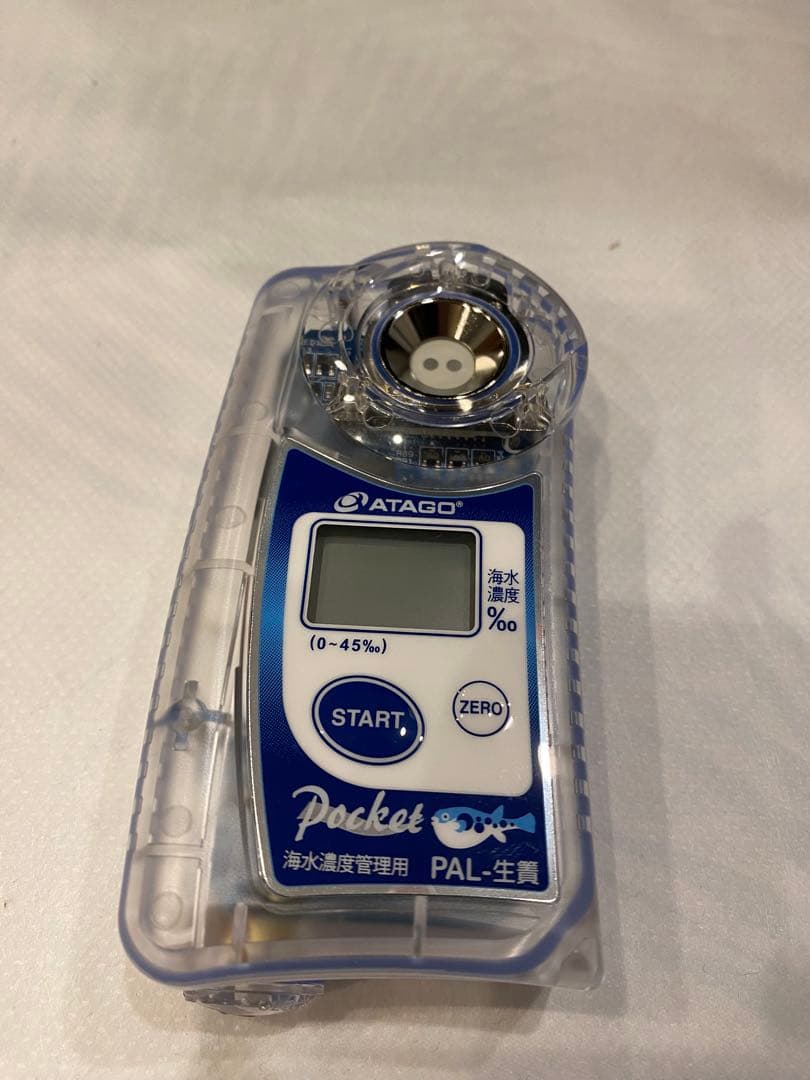 ATAGO®
海水
濃度
‰
(0~45‰)
START
ZERO
Pocket
海水濃度管理用 PAL-生簀